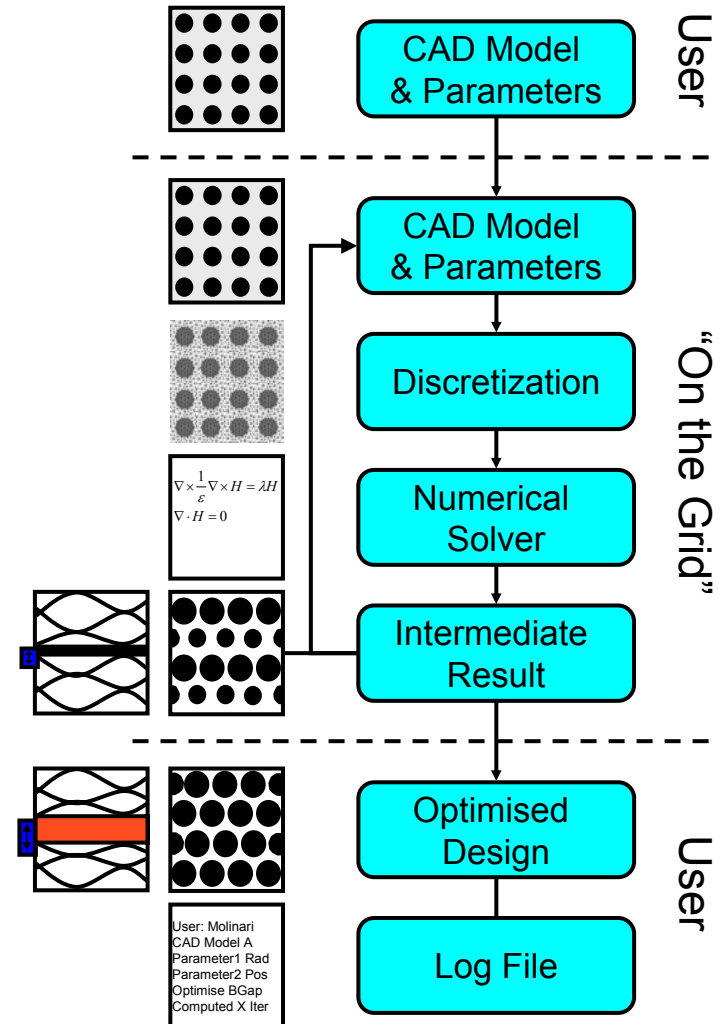 CAD Model
& Parameters
User
CAD Model
& Parameters
Discretization
"On the Grid"
∇×1/ε∇×H=λH
∇·H=0
Numerical
Solver
Intermediate
Result
Optimised
Design
User
User: Molinari
CAD Model A
Parameter1 Rad
Parameter2 Pos
Optimise BGap
Computed X Iter
Log File